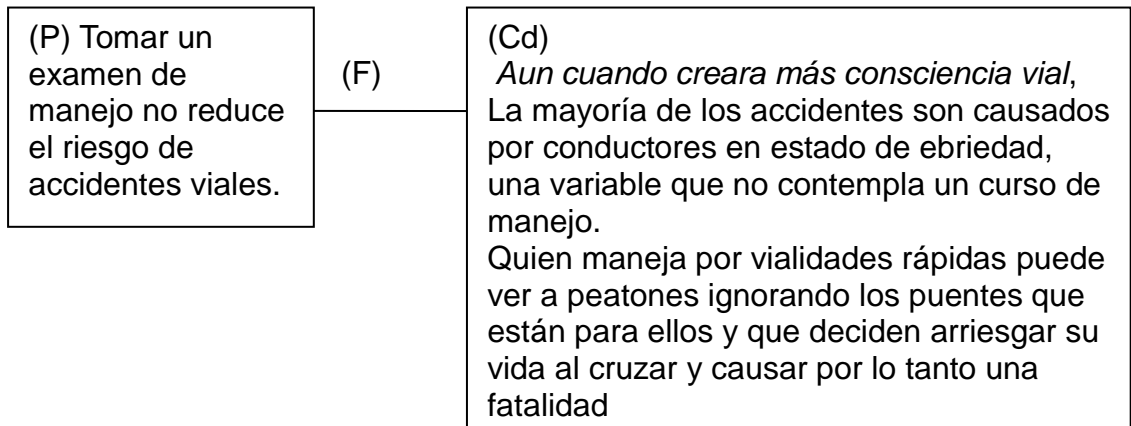 (P) Tomar un
examen de
manejo no reduce
el riesgo de
accidentes viales.
(F)
(Cd)
Aun cuando creara más consciencia vial,
La mayoría de los accidentes son causados
por conductores en estado de ebriedad,
una variable que no contempla un curso de
manejo.
Quien maneja por vialidades rápidas puede
ver a peatones ignorando los puentes que
están para ellos y que deciden arriesgar su
vida al cruzar y causar por lo tanto una
fatalidad